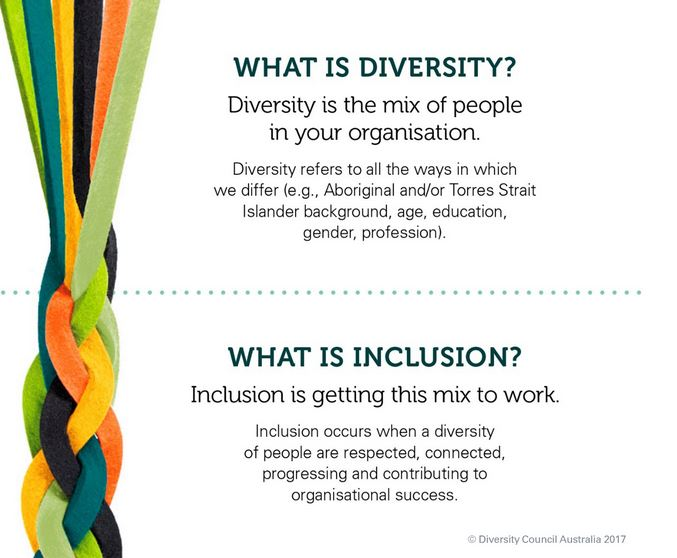 WHAT IS DIVERSITY?
Diversity is the mix of people
in your organisation.
Diversity refers to all the ways in which
we differ (e.g., Aboriginal and/or Torres Strait
Islander background, age, education,
gender, profession).
WHAT IS INCLUSION?
Inclusion is getting this mix to work.
Inclusion occurs when a diversity
of people are respected, connected,
progressing and contributing to
organisational success.
© Diversity Council Australia 2017